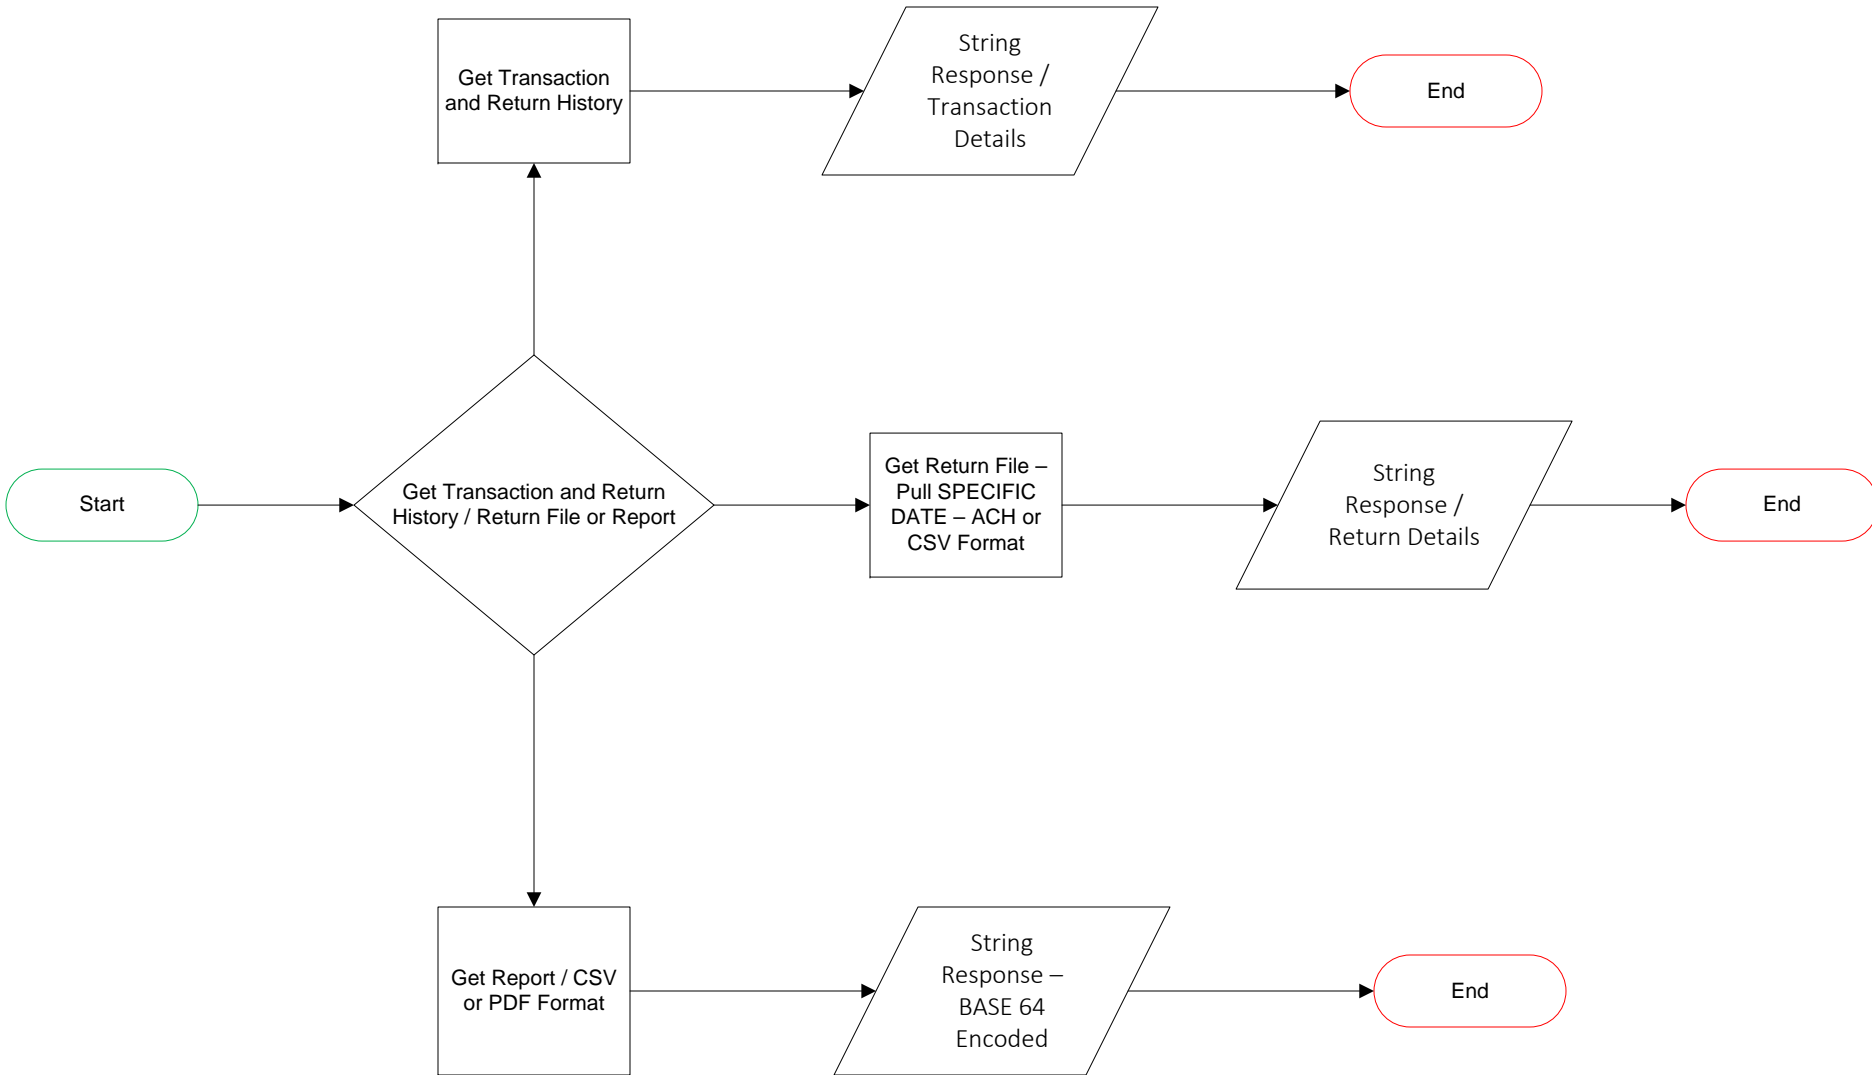 Get Transaction
and Return History
String
Response /
Transaction
Details
End
Start
Get Transaction and Return
History / Return File or Report
Get Return File –
Pull SPECIFIC
DATE – ACH or
CSV Format
String
Response /
Return Details
End
Get Report / CSV
or PDF Format
String
Response –
BASE 64
Encoded
End